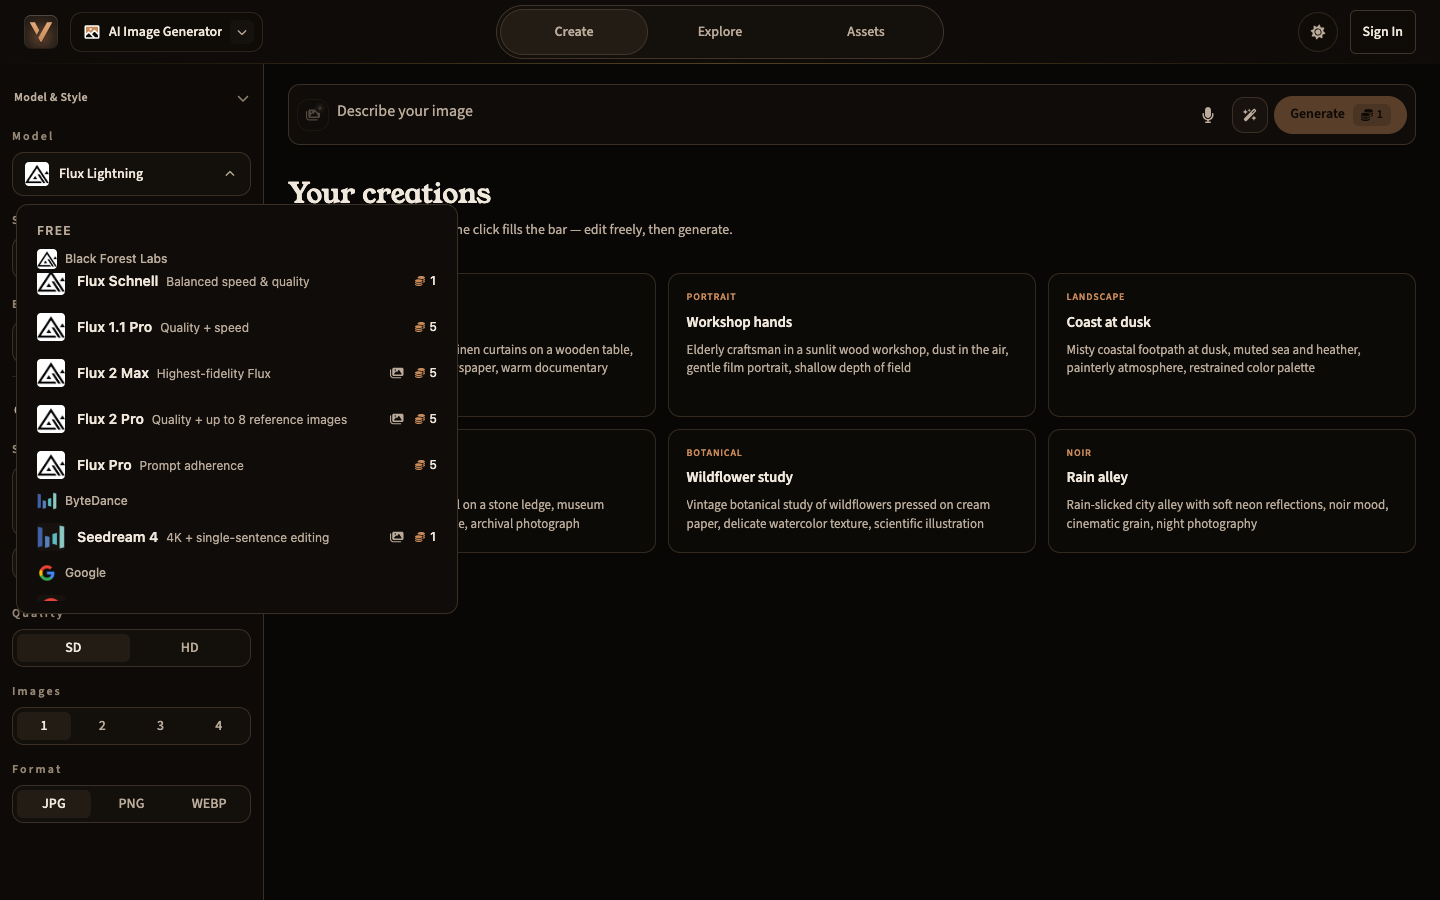 AI Image Generator
Create
Explore
Assets
Sign In
Model & Style
Model
Flux Lightning
FREE
Black Forest Labs
Flux Schnell Balanced speed & quality 1
Flux 1.1 Pro Quality + speed 5
Flux 2 Max Highest-fidelity Flux 5
Flux 2 Pro Quality + up to 8 reference images 5
Flux Pro Prompt adherence 5
ByteDance
Seedream 4 4K + single-sentence editing 1
Google
Quality
SD HD
Images
1 2 3 4
Format
JPG PNG WEBP
Describe your image
Generate 1
Your creations
click fills the bar — edit freely, then generate.
curtains on a wooden table,
warm documentary
PORTRAIT
Workshop hands
Elderly craftsman in a sunlit wood workshop, dust in the air,
gentle film portrait, shallow depth of field
LANDSCAPE
Coast at dusk
Misty coastal footpath at dusk, muted sea and heather,
painterly atmosphere, restrained color palette
on a stone ledge, museum
archival photograph
BOTANICAL
Wildflower study
Vintage botanical study of wildflowers pressed on cream
paper, delicate watercolor texture, scientific illustration
NOIR
Rain alley
Rain-slicked city alley with soft neon reflections, noir mood,
cinematic grain, night photography